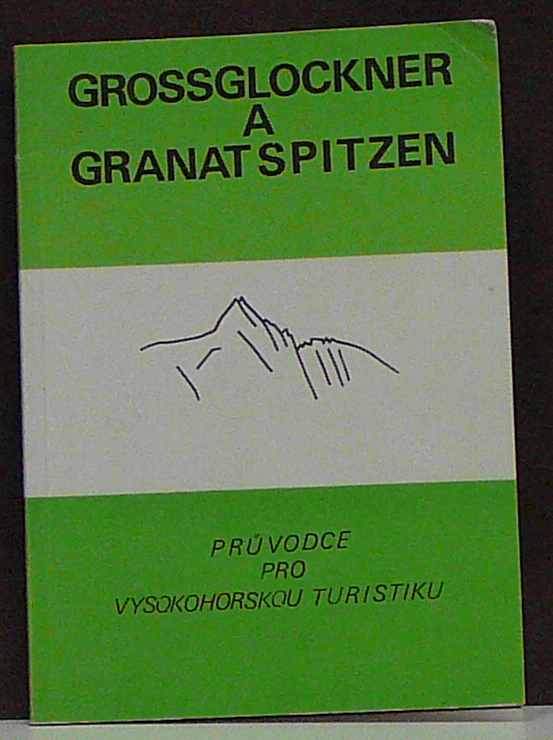 GROSSGLOCKNER
A
GRANATSPITZEN
PRŮVODCE
PRO
VYSOKOHORSKOU TURISTIKU